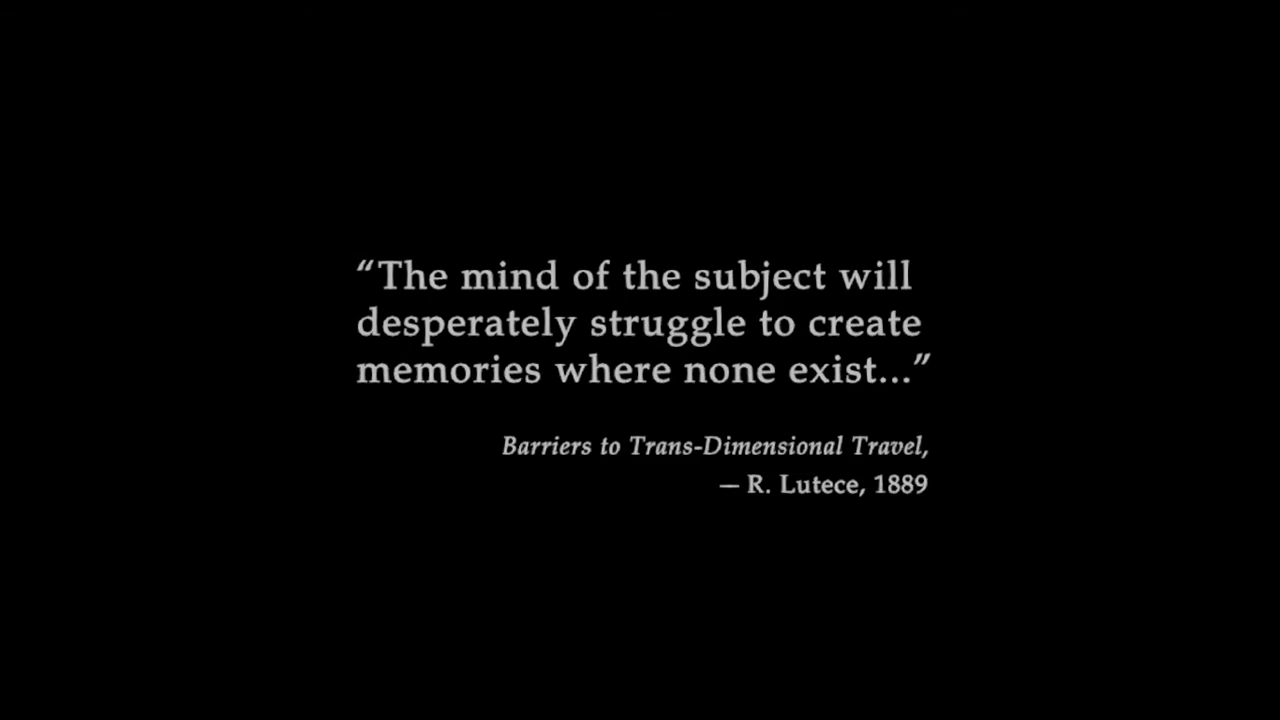 “The mind of the subject will
desperately struggle to create
memories where none exist...”
Barriers to Trans-Dimensional Travel,
— R. Lutece, 1889